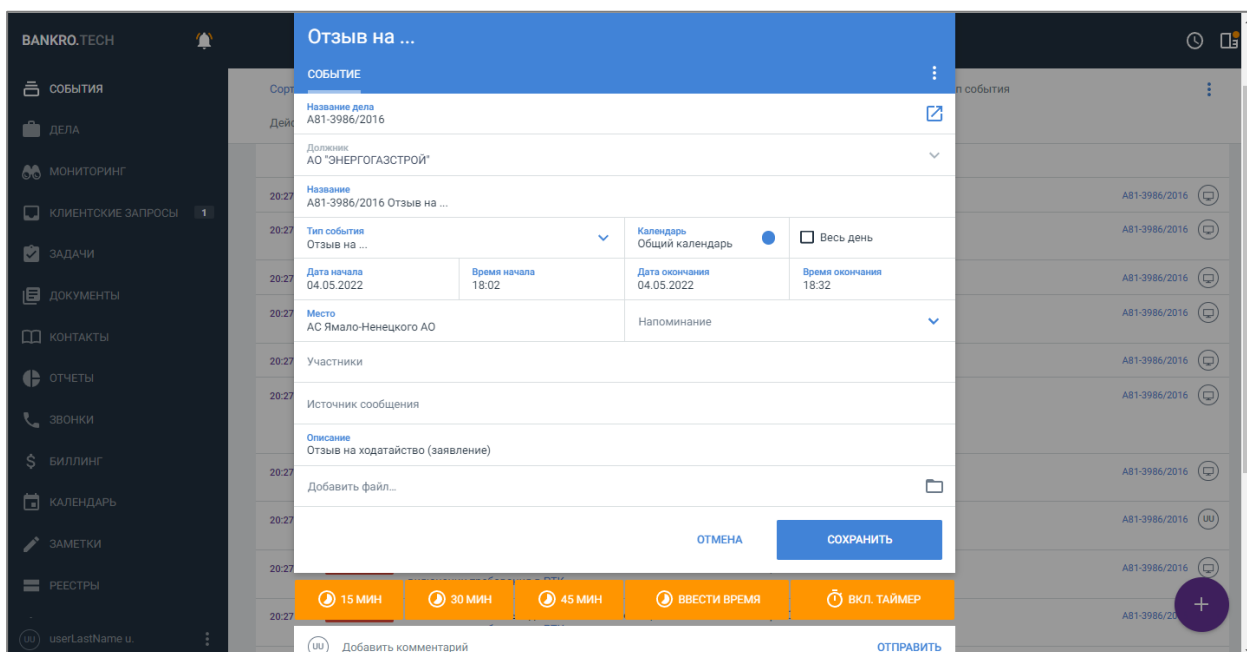 BANKRO.TECH
СОБЫТИЯ
ДЕЛА
МОНИТОРИНГ
КЛИЕНТСКИЕ ЗАПРОСЫ 1
ЗАДАЧИ
ДОКУМЕНТЫ
КОНТАКТЫ
ОТЧЕТЫ
ЗВОНКИ
БИЛЛИНГ
КАЛЕНДАРЬ
ЗАМЕТКИ
РЕЕСТРЫ
UU userLastName u.
Отзыв на ...
СОБЫТИЕ
Название дела
А81-3986/2016
Должник
АО "ЭНЕРГОГАЗСТРОЙ"
Название
А81-3986/2016 Отзыв на ...
Тип события
Отзыв на ...
Календарь
Общий календарь
Весь день
Дата начала
04.05.2022
Время начала
18:02
Дата окончания
04.05.2022
Время окончания
18:32
Место
АС Ямало-Ненецкого АО
Напоминание
Участники
Источник сообщения
Описание
Отзыв на ходатайство (заявление)
Добавить файл...
ОТМЕНА
СОХРАНИТЬ
15 МИН
30 МИН
45 МИН
ВВЕСТИ ВРЕМЯ
ВКЛ. ТАЙМЕР
UU Добавить комментарий
ОТПРАВИТЬ
события
20:27 А81-3986/2016
20:27 А81-3986/2016
20:27 А81-3986/2016
20:27 А81-3986/2016
20:27 А81-3986/2016
20:27 А81-3986/2016
20:27 А81-3986/2016
20:27 А81-3986/2016 UU
20:27 А81-3986/2016
20:27